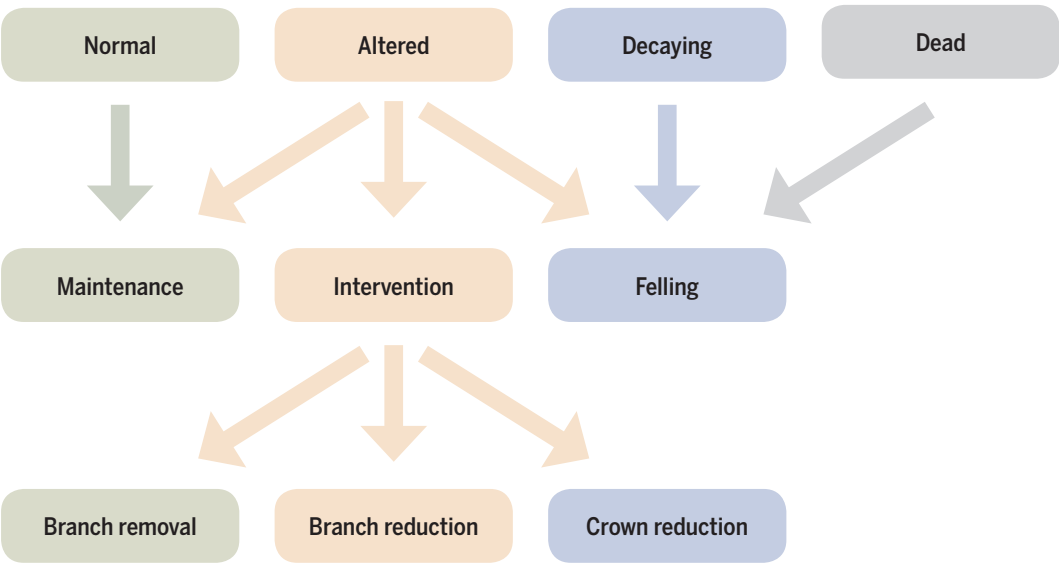 Normal
Altered
Decaying
Dead
Maintenance
Intervention
Felling
Branch removal
Branch reduction
Crown reduction